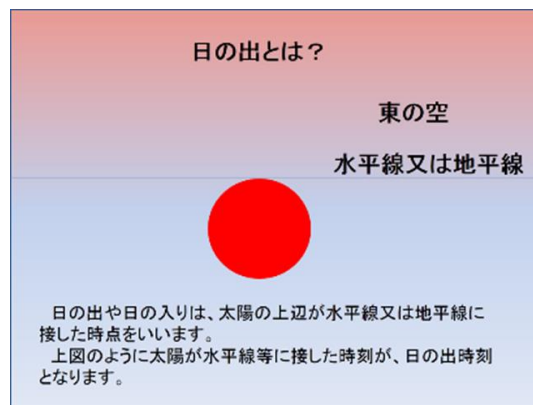 日の出とは？
東の空
水平線又は地平線
日の出や日の入りは、太陽の上辺が水平線又は地平線に
接した時点をいいます。
上図のように太陽が水平線等に接した時刻が、日の出時刻
となります。